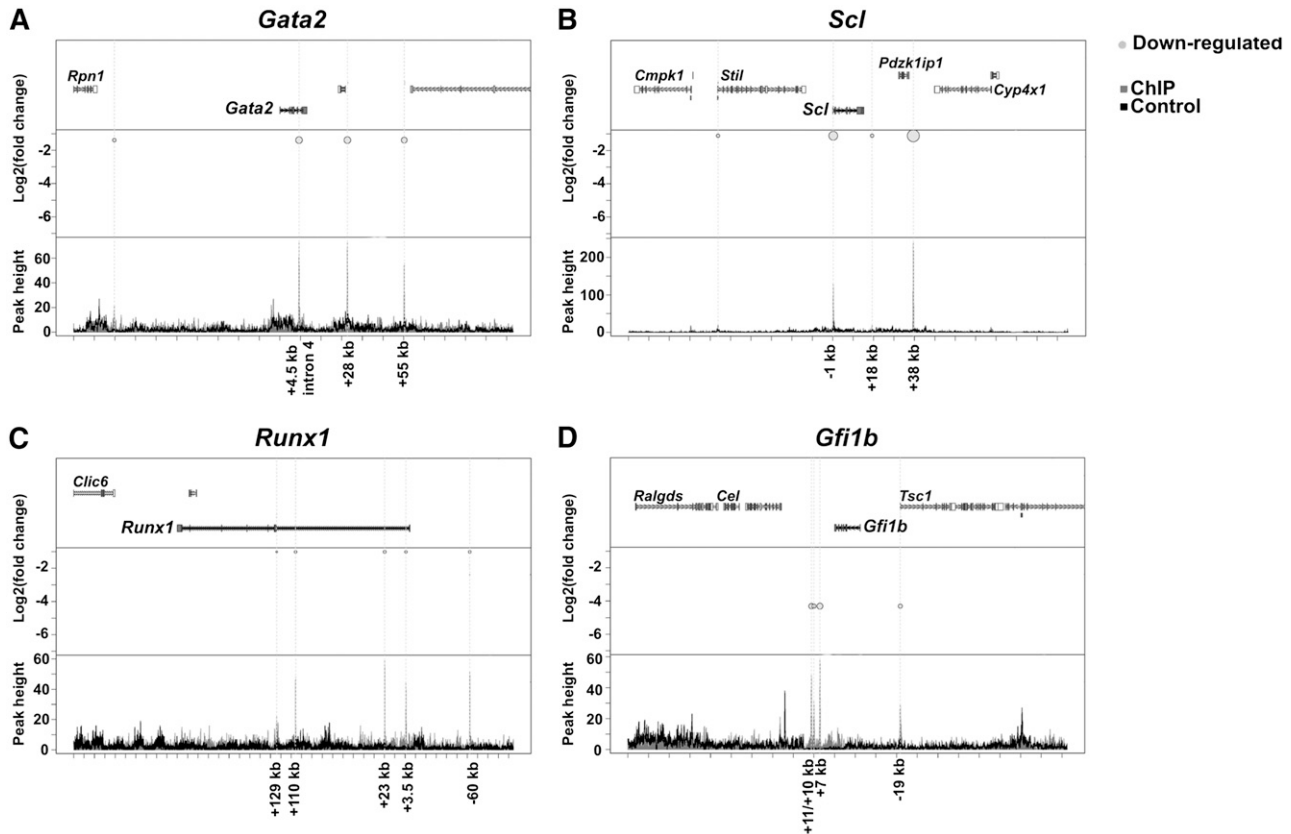 A
Gata2
Rpn1
Gata2
Log2(fold change)
-2
-4
-6
Peak height
60
40
20
0
+4.5 kb
intron 4
+28 kb
+55 kb
B
Scl
Cmpk1
Stil
Pdzk1ip1
Cyp4x1
Scl
Log2(fold change)
-2
-4
-6
Peak height
200
100
0
-1 kb
+18 kb
+38 kb
Down-regulated
ChIP
Control
C
Runx1
Clic6
Runx1
Log2(fold change)
-2
-4
-6
Peak height
60
40
20
0
+129 kb
+110 kb
+23 kb
+3.5 kb
-60 kb
D
Gfi1b
Ralgds
Cel
Tsc1
Gfi1b
Log2(fold change)
-2
-4
-6
Peak height
60
40
20
0
+11/+10 kb
+7 kb
-19 kb